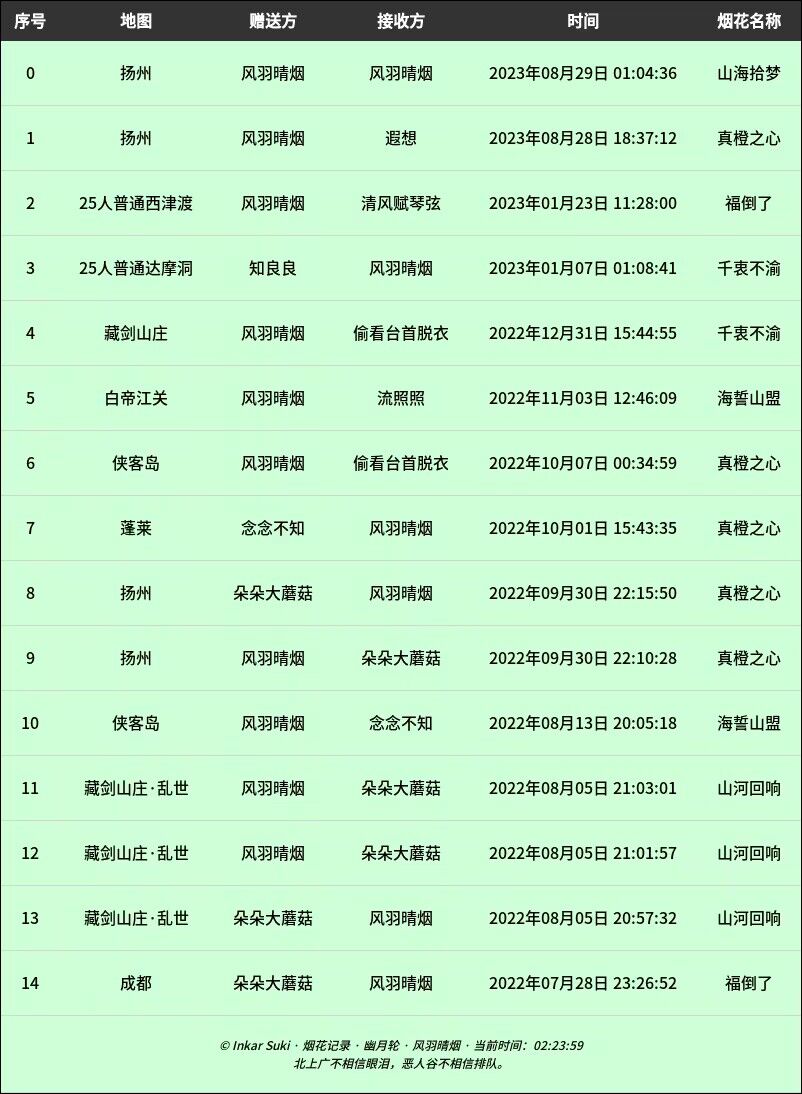 序号 地图 赠送方 接收方 时间 烟花名称
0 扬州 风羽晴烟 风羽晴烟 2023年08月29日 01:04:36 山海拾梦
1 扬州 风羽晴烟 遐想 2023年08月28日 18:37:12 真橙之心
2 25人普通西津渡 风羽晴烟 清风赋琴弦 2023年01月23日 11:28:00 福倒了
3 25人普通达摩洞 知良良 风羽晴烟 2023年01月07日 01:08:41 千衷不渝
4 藏剑山庄 风羽晴烟 偷看台首脱衣 2022年12月31日 15:44:55 千衷不渝
5 白帝江关 风羽晴烟 流照照 2022年11月03日 12:46:09 海誓山盟
6 侠客岛 风羽晴烟 偷看台首脱衣 2022年10月07日 00:34:59 真橙之心
7 蓬莱 念念不知 风羽晴烟 2022年10月01日 15:43:35 真橙之心
8 扬州 朵朵大蘑菇 风羽晴烟 2022年09月30日 22:15:50 真橙之心
9 扬州 风羽晴烟 朵朵大蘑菇 2022年09月30日 22:10:28 真橙之心
10 侠客岛 风羽晴烟 念念不知 2022年08月13日 20:05:18 海誓山盟
11 藏剑山庄·乱世 风羽晴烟 朵朵大蘑菇 2022年08月05日 21:03:01 山河回响
12 藏剑山庄·乱世 风羽晴烟 朵朵大蘑菇 2022年08月05日 21:01:57 山河回响
13 藏剑山庄·乱世 朵朵大蘑菇 风羽晴烟 2022年08月05日 20:57:32 山河回响
14 成都 朵朵大蘑菇 风羽晴烟 2022年07月28日 23:26:52 福倒了
© Inkar Suki · 烟花记录 · 幽月轮 · 风羽晴烟 · 当前时间：02:23:59
北上广不相信眼泪，恶人谷不相信排队。